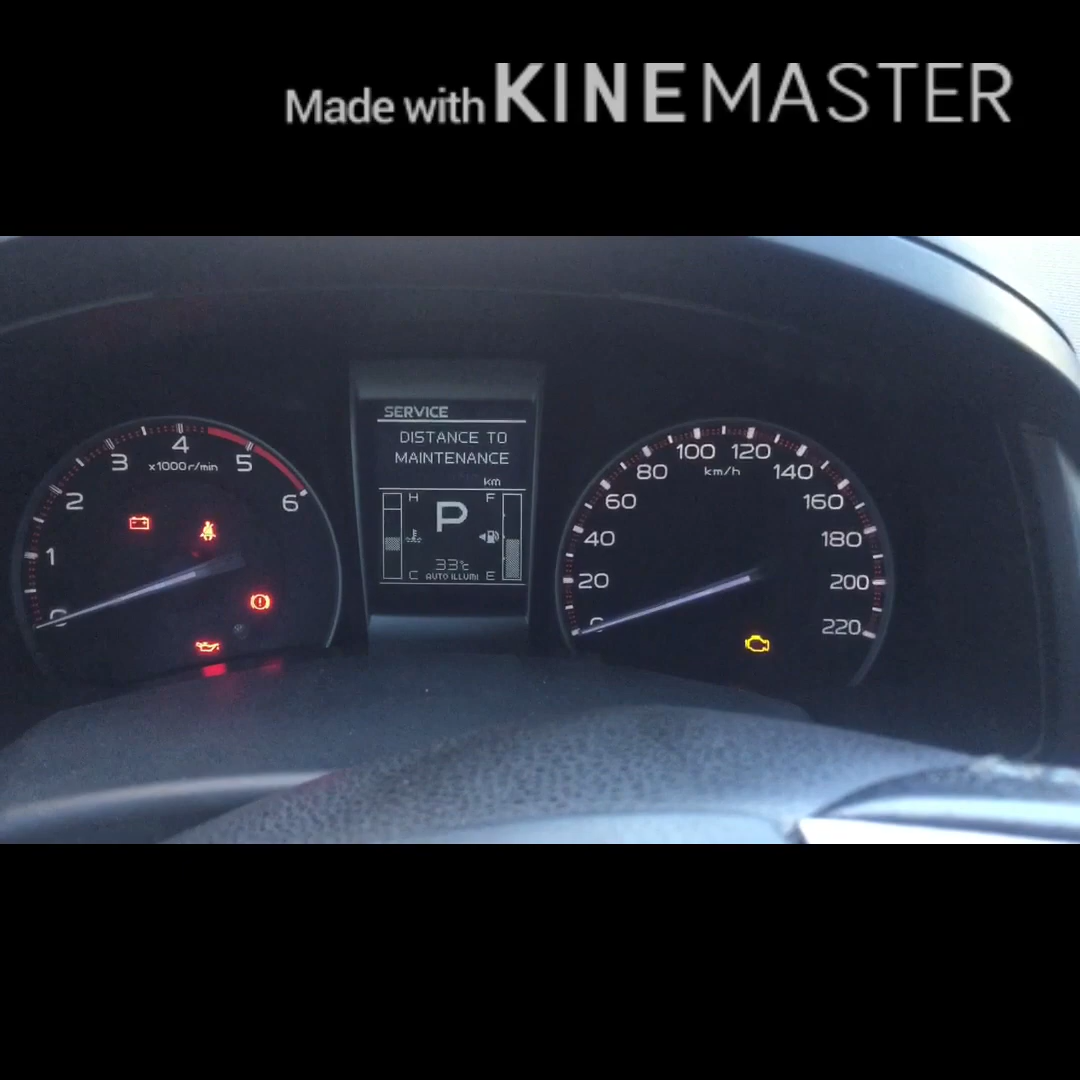 Made with KINEMASTER
SERVICE
DISTANCE TO
MAINTENANCE
km
H F
P
33℃
C AUTO ILLUMI E
0 1 2 3 4 5 6
x1000 r/min
0 20 40 60 80 100 120 140 160 180 200 220
km/h